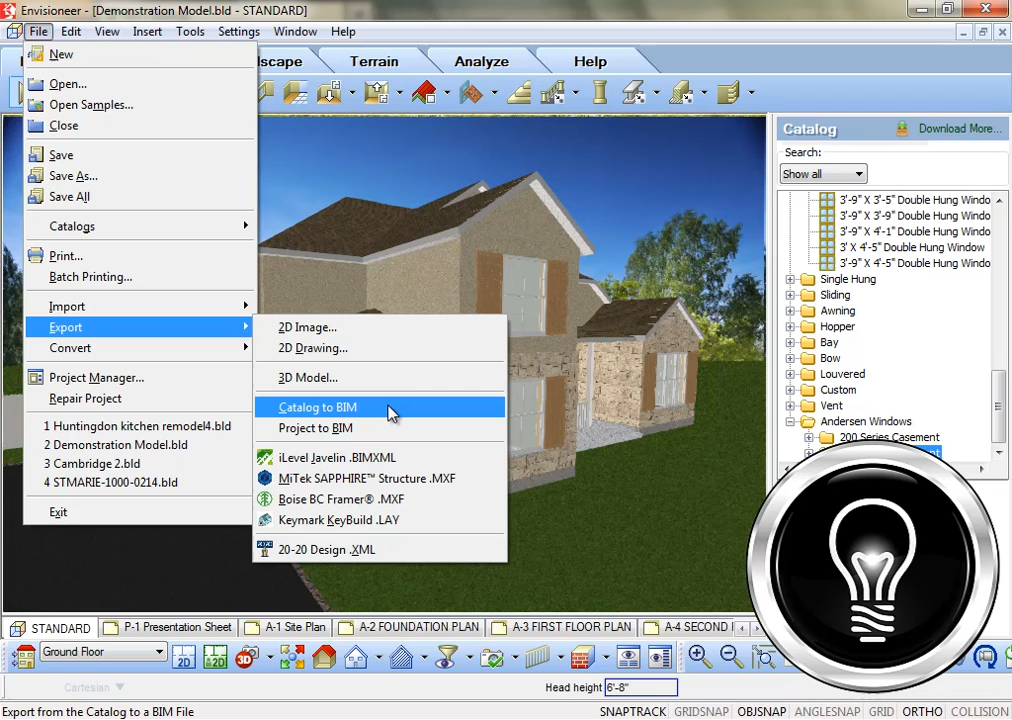 Envisioneer - [Demonstration Model.bld - STANDARD]
File Edit View Insert Tools Settings Window Help
scape Terrain Analyze Help
New
Open...
Open Samples...
Close
Save
Save As...
Save All
Catalogs
Print...
Batch Printing...
Import
Export
Convert
Project Manager...
Repair Project
1 Huntingdon kitchen remodel4.bld
2 Demonstration Model.bld
3 Cambridge 2.bld
4 STMARIE-1000-0214.bld
Exit
2D Image...
2D Drawing...
3D Model...
Catalog to BIM
Project to BIM
iLevel Javelin .BIMXML
MiTek SAPPHIRE™ Structure .MXF
Boise BC Framer® .MXF
Keymark KeyBuild .LAY
20-20 Design .XML
Catalog Download More...
Search:
Show all
3'-9" X 3'-5" Double Hung Windo
3'-9" X 3'-9" Double Hung Windo
3'-9" X 4'-1" Double Hung Windo
3' X 4'-5" Double Hung Window
3'-9" X 4'-5" Double Hung Windo
Single Hung
Sliding
Awning
Hopper
Bay
Bow
Louvered
Custom
Vent
Andersen Windows
200 Series Casement
STANDARD P-1 Presentation Sheet A-1 Site Plan A-2 FOUNDATION PLAN A-3 FIRST FLOOR PLAN A-4 SECOND
Ground Floor 2D 2D 3D
Cartesian Head height 6'-8"
Export from the Catalog to a BIM File SNAPTRACK GRIDSNAP OBJSNAP ANGLESNAP GRID ORTHO COLLISION